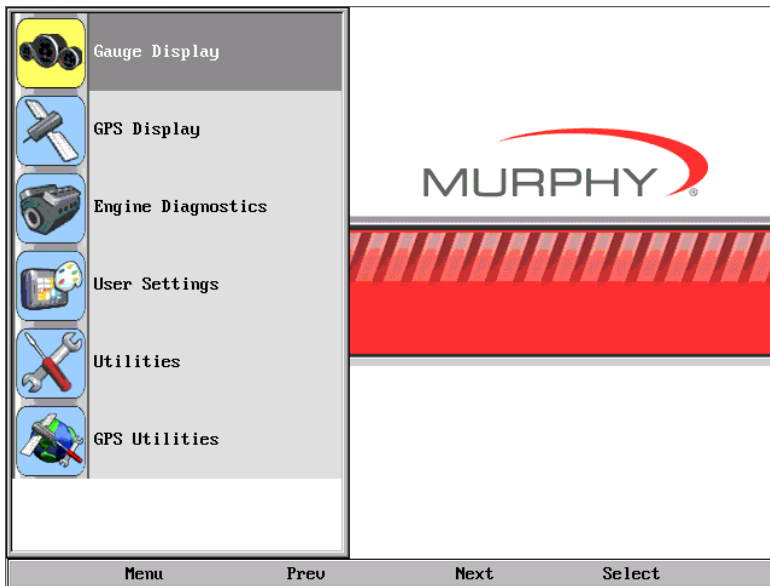 Gauge Display
GPS Display
Engine Diagnostics
User Settings
Utilities
GPS Utilities
MURPHY
®
Menu Prev Next Select